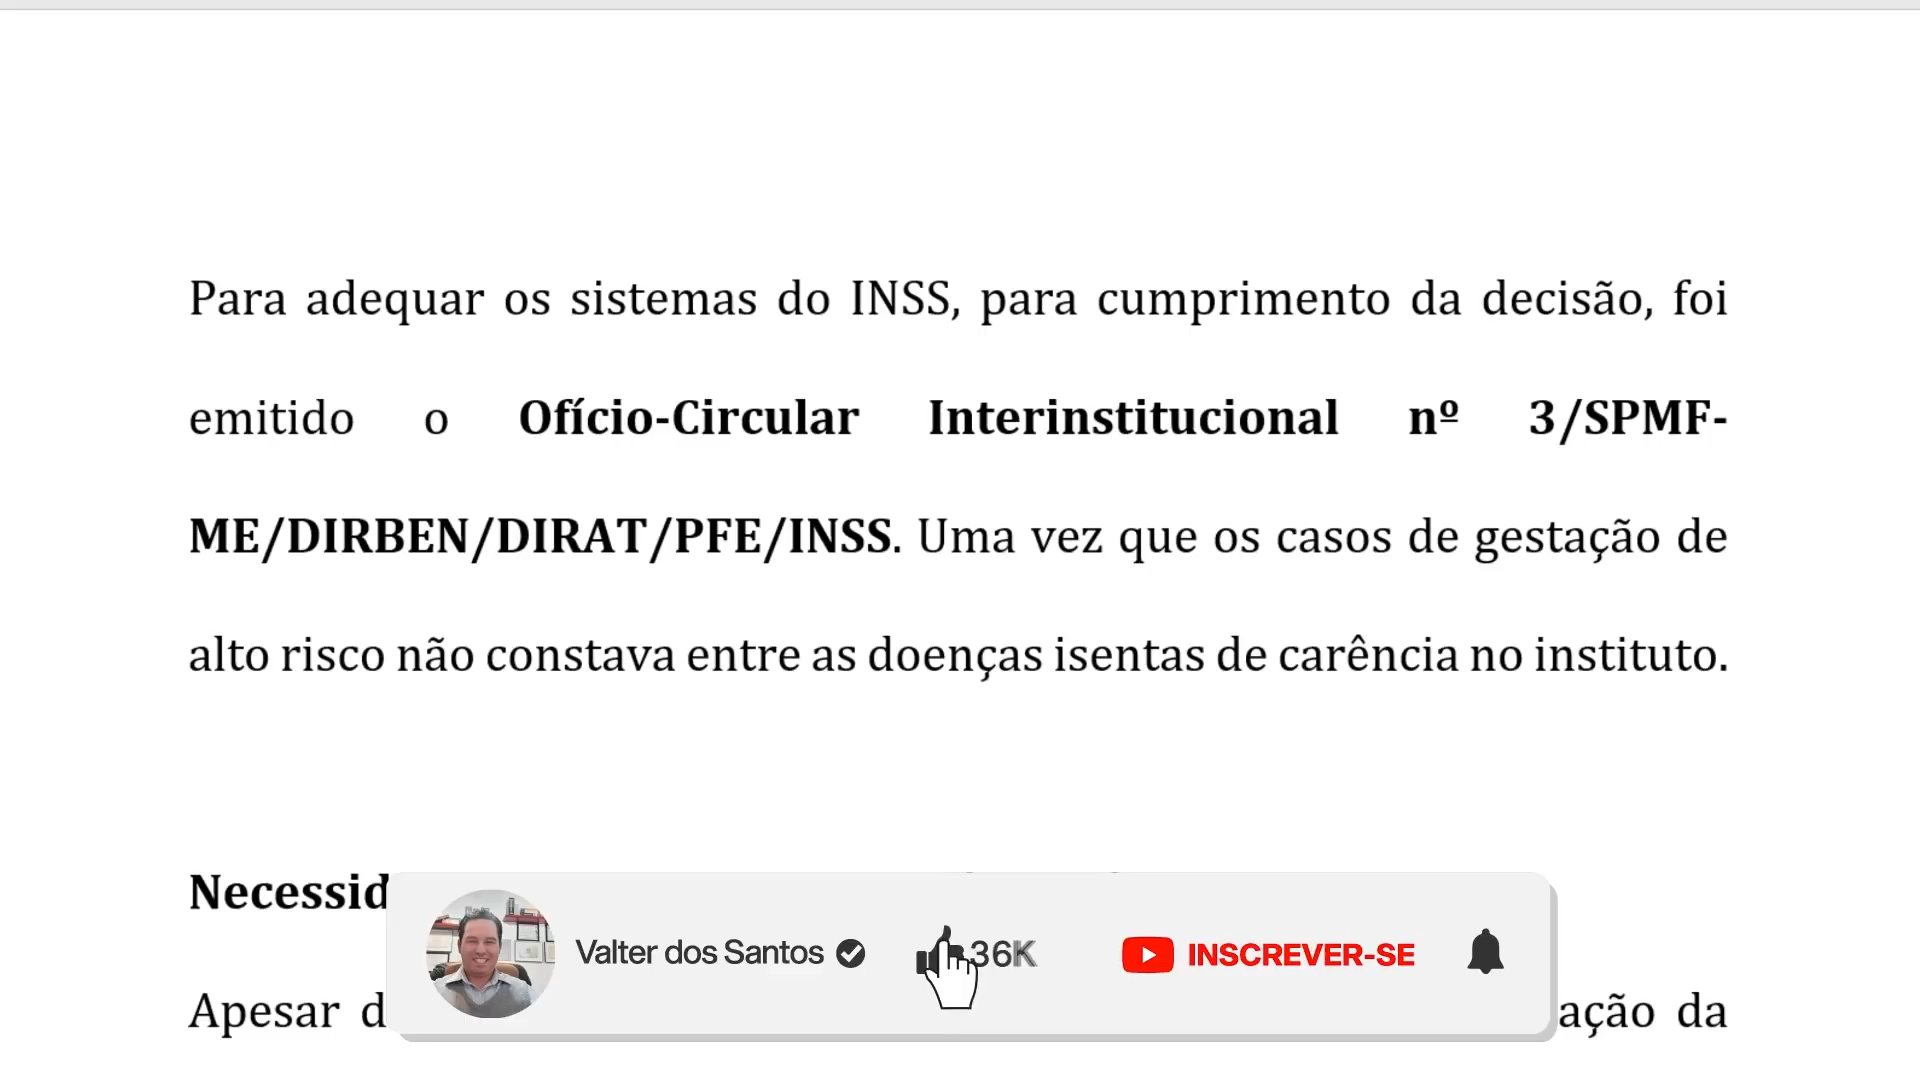 Para adequar os sistemas do INSS, para cumprimento da decisão, foi
emitido o Ofício-Circular Interinstitucional nº 3/SPMF-
ME/DIRBEN/DIRAT/PFE/INSS. Uma vez que os casos de gestação de
alto risco não constava entre as doenças isentas de carência no instituto.
Valter dos Santos
36K
INSCREVER-SE
Apesar
da